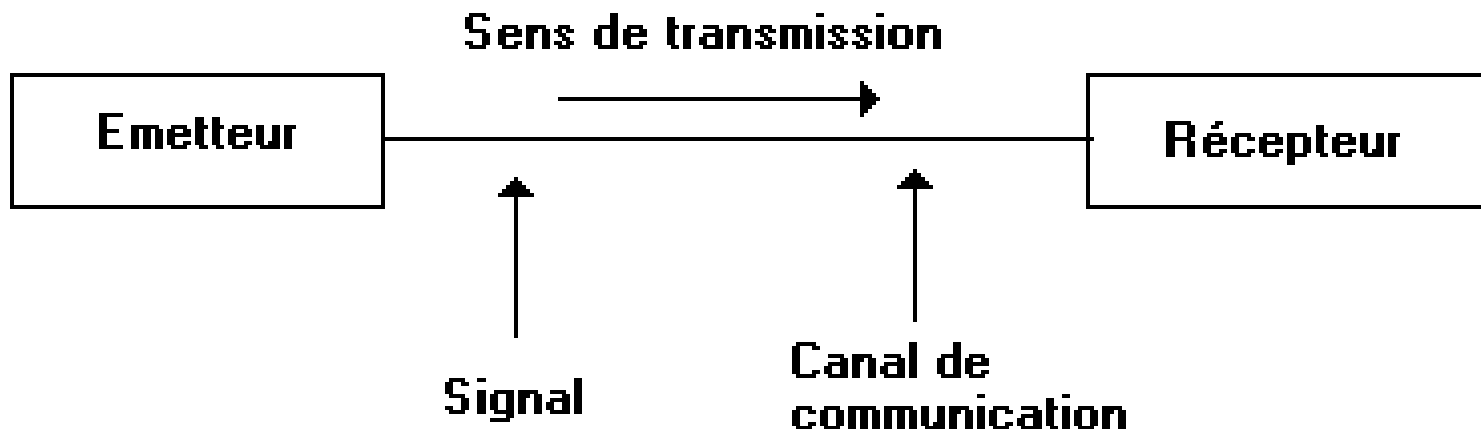 Sens de transmission
Emetteur
Récepteur
Signal
Canal de
communication